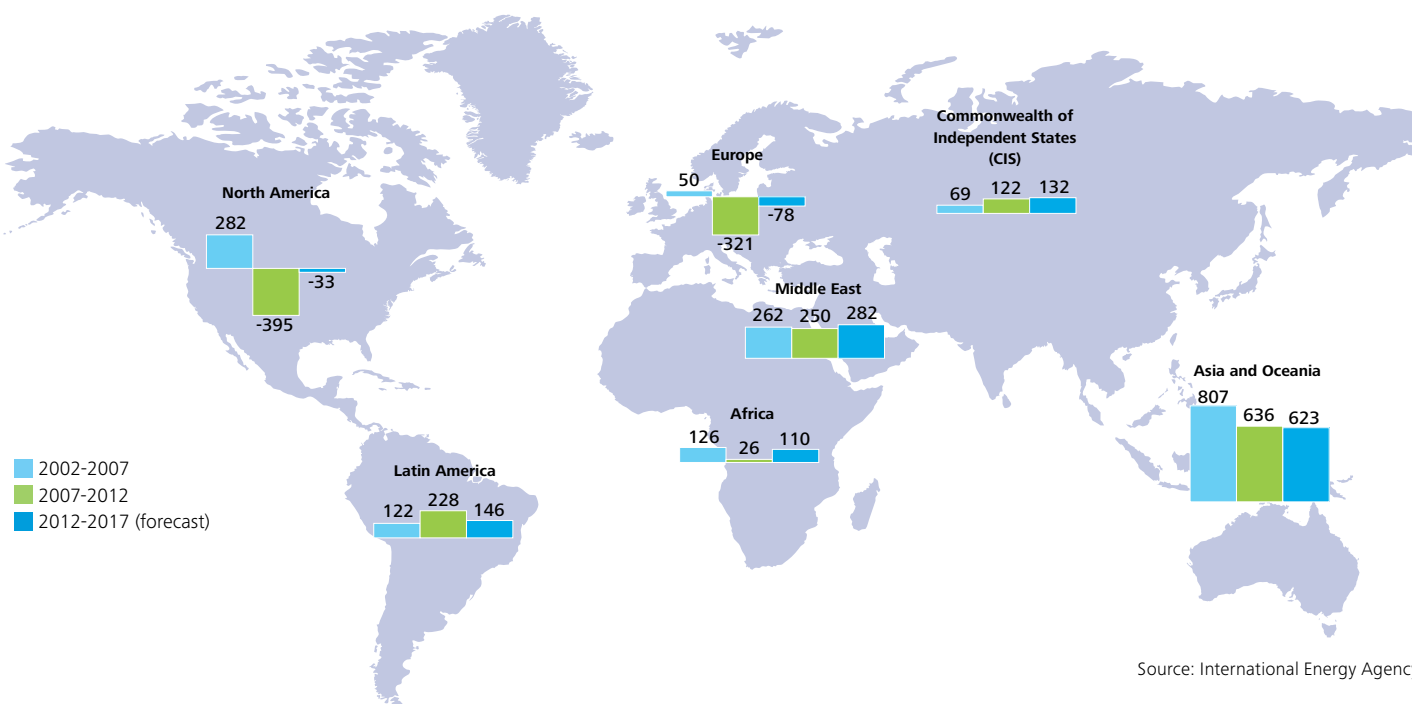 Commonwealth of
Independent States
(CIS)
69 122 132
Europe
50
-321
-78
North America
282
-395
-33
Middle East
262 250 282
Asia and Oceania
807 636 623
Africa
126 26 110
Latin America
122 228 146
2002-2007
2007-2012
2012-2017 (forecast)
Source: International Energy Agency